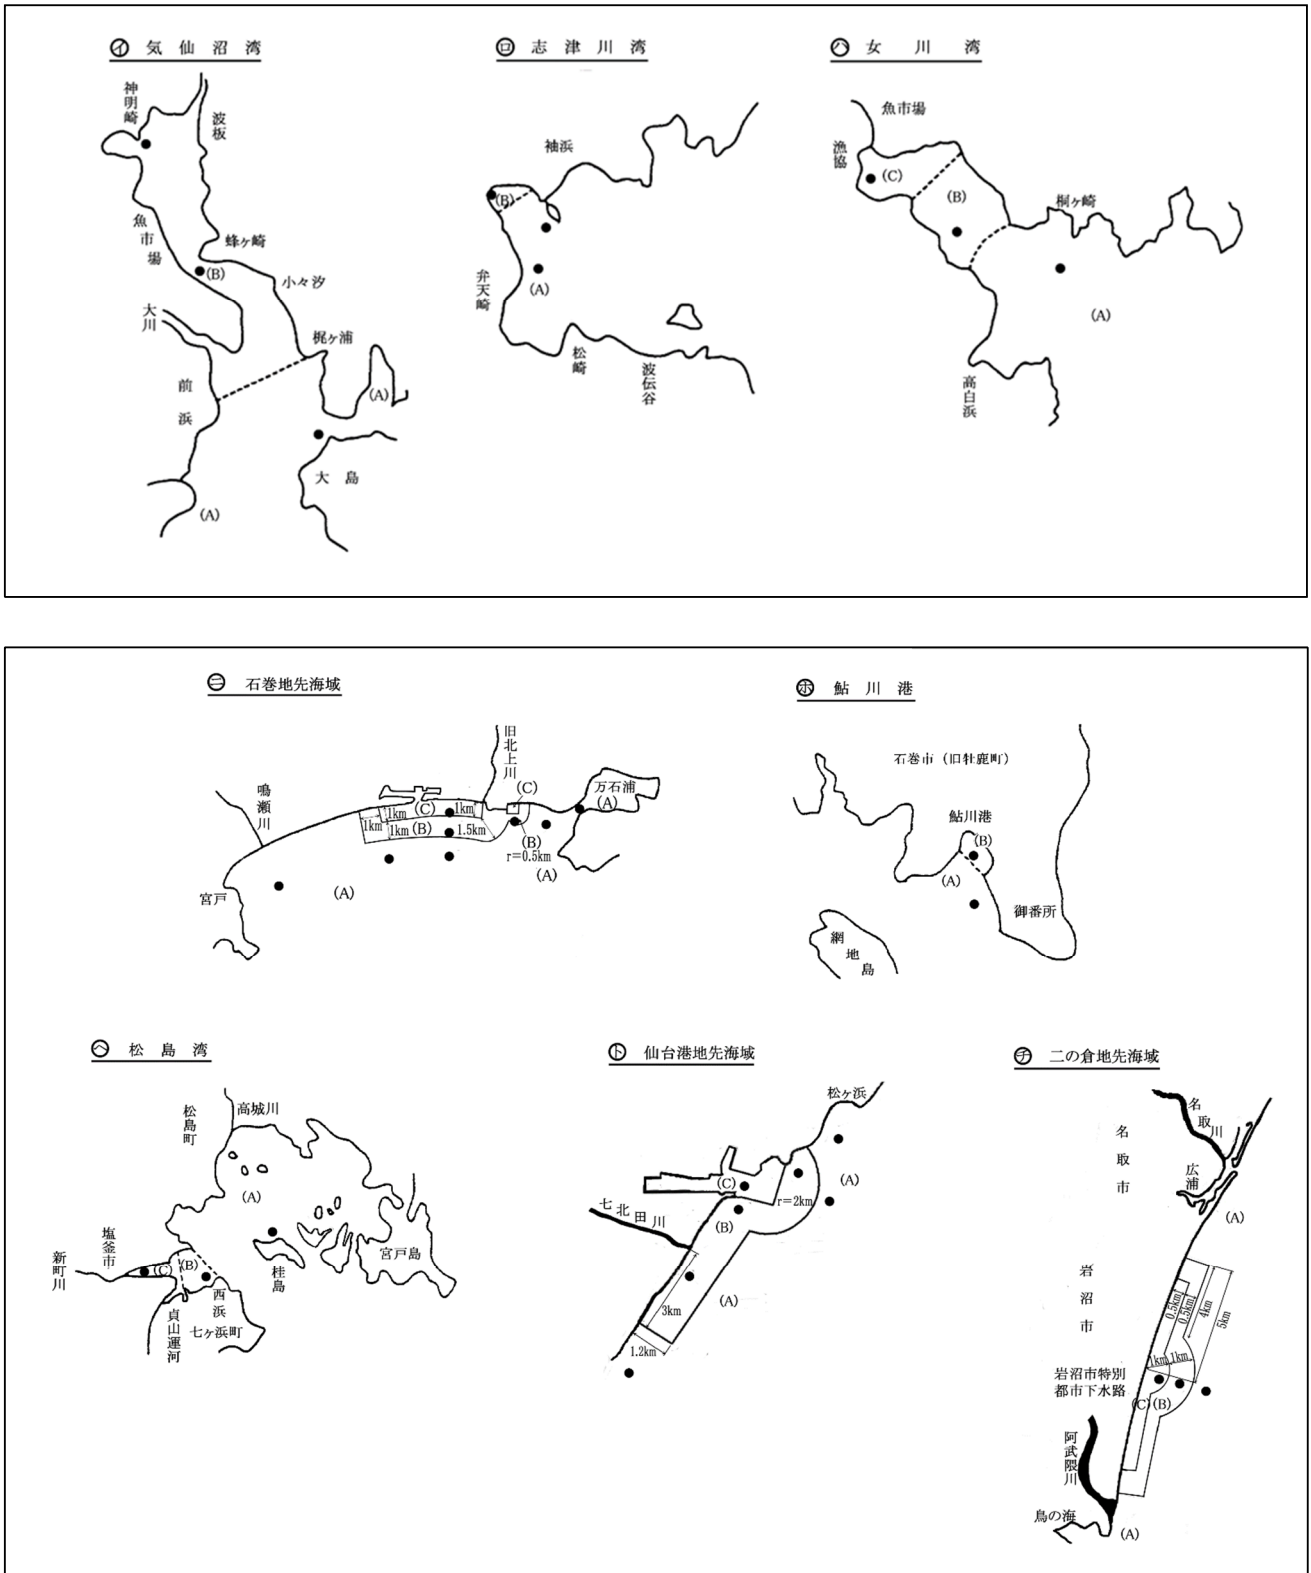 ㋑ 気仙沼湾
神明崎
波板
魚市場
蜂ヶ崎
(B)
小々汐
大川
梶ヶ浦
前浜
(A)
大島
(A)
㋺ 志津川湾
袖浜
(B)
弁天崎
(A)
松崎
波伝谷
㋩ 女川湾
魚市場
漁協
(C)
(B)
桐ヶ崎
(A)
高白浜
㋥ 石巻地先海域
旧北上川
鳴瀬川
万石浦
(A)
(C)
1km
(C)
1km
1km
1km
(B)
1.5km
(B)
r=0.5km
(A)
(A)
宮戸
㋭ 鮎川港
石巻市（旧牡鹿町）
鮎川港
(B)
(A)
御番所
網地島
㋬ 松島湾
松島町
高城川
(A)
塩釜市
新町川
(C)
(B)
桂島
宮戸島
西浜
貞山運河
七ヶ浜町
㋣ 仙台港地先海域
松ヶ浜
(C)
(A)
r=2km
七北田川
(B)
(A)
3km
1.2km
㋠ 二の倉地先海域
名取川
名取市
広浦
(A)
岩沼市
0.5km
0.5km
4km
5km
1km
1km
岩沼市特別
都市下水路
(C)
(B)
阿武隈川
鳥の海
(A)